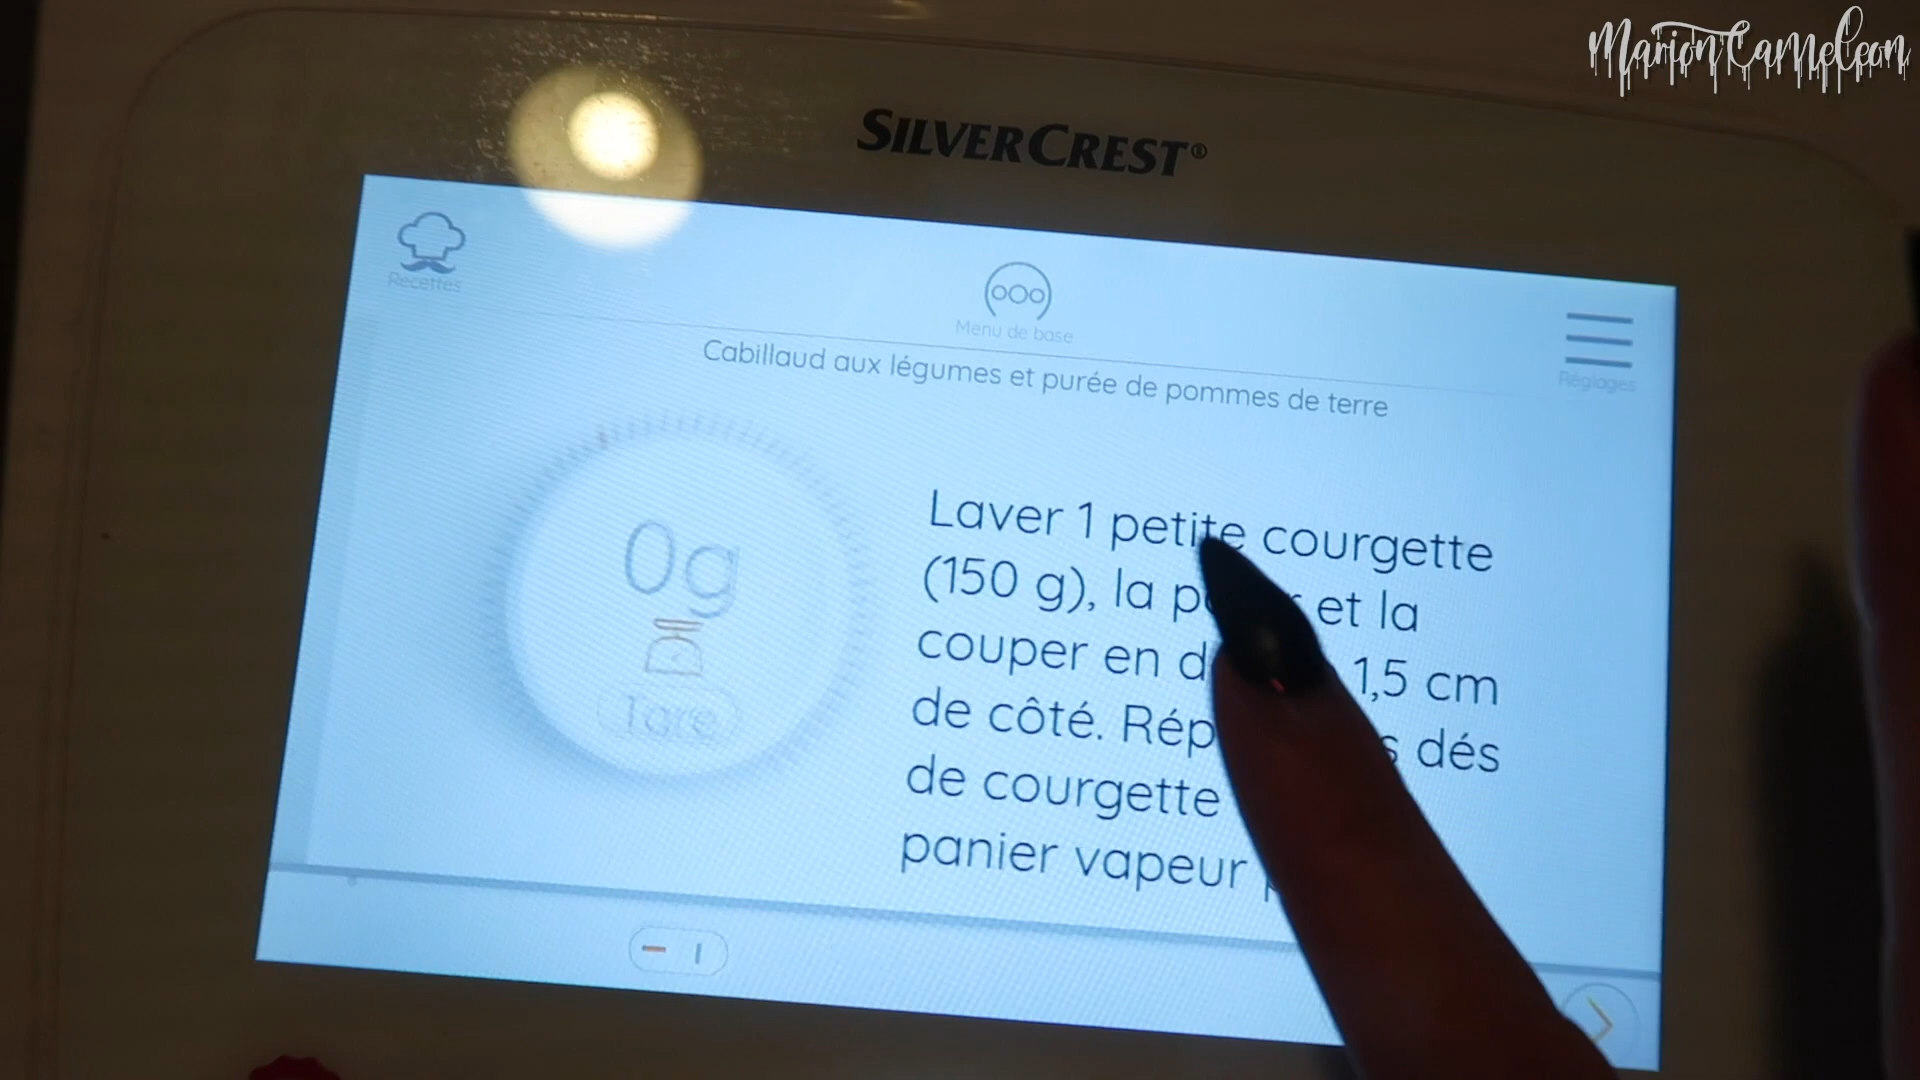 MarionCaMeleon
SILVERCREST®
Recettes
Menu de base
Réglages
Cabillaud aux légumes et purée de pommes de terre
0g
Tare
Laver 1 petite courgette
(150 g), la et la
couper en 1,5 cm
de côté. dés
de courgette
panier vapeur